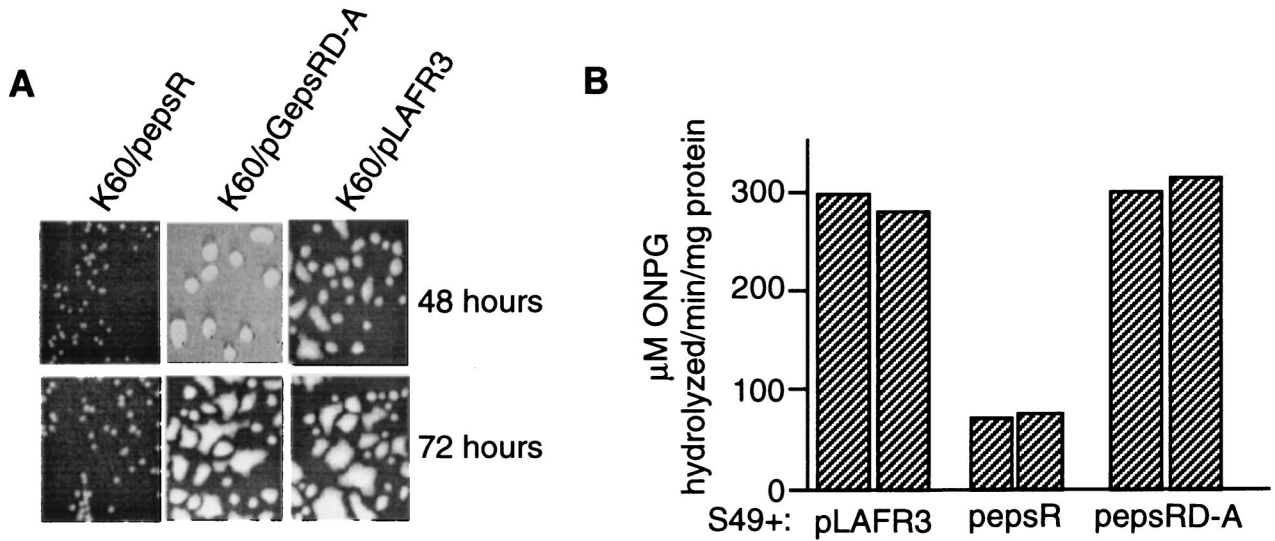 A
K60/pepsR
K60/pGepsRD-A
K60/pLAFR3
48 hours
72 hours
B
µM ONPG
hydrolyzed/min/mg protein
300
200
100
0
S49+: pLAFR3 pepsR pepsRD-A